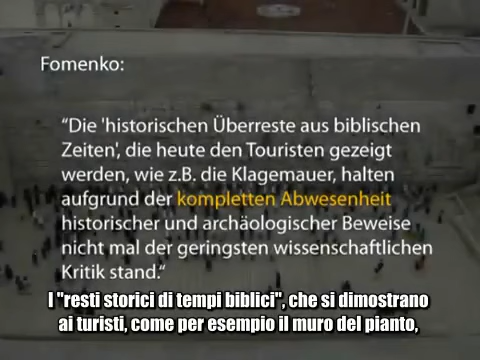 Fomenko:
“Die 'historischen Überreste aus biblischen
Zeiten', die heute den Touristen gezeigt
werden, wie z.B. die Klagemauer, halten
aufgrund der kompletten Abwesenheit
historischer und archäologischer Beweise
nicht mal der geringsten wissenschaftlichen
Kritik stand.“
I "resti storici di tempi biblici", che si dimostrano
ai turisti, come per esempio il muro del pianto,